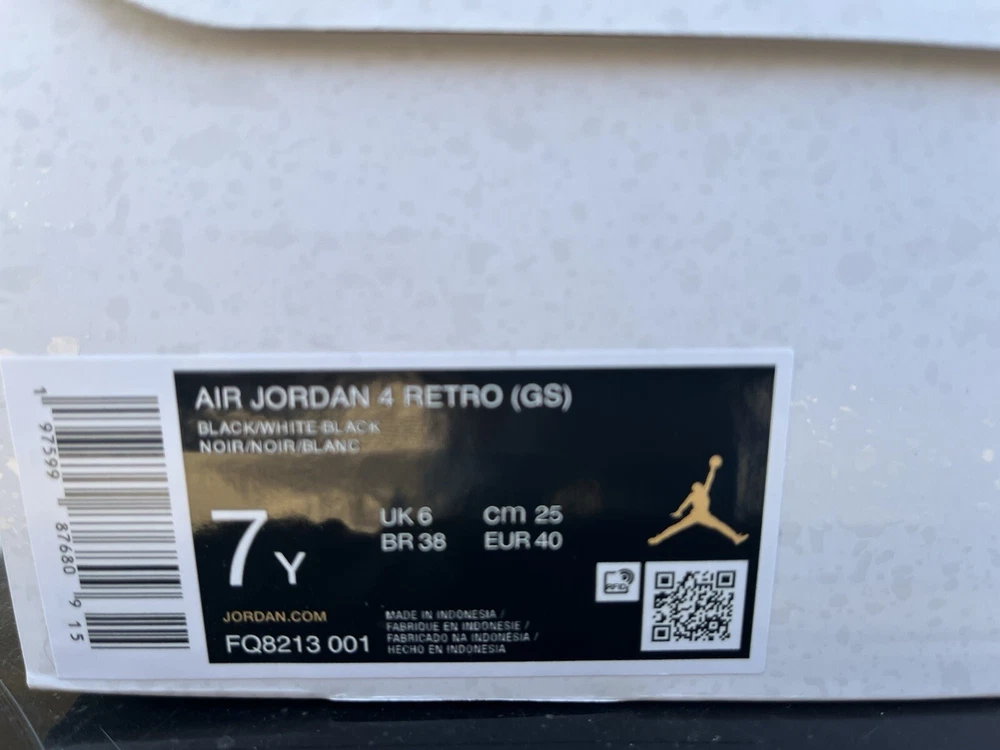 AIR JORDAN 4 RETRO (GS)
BLACK/WHITE-BLACK
NOIR/NOIR/BLANC
7 Y
UK 6 cm 25
BR 38 EUR 40
JORDAN.COM
FQ8213 001
MADE IN INDONESIA /
FABRIQUE EN INDONESIE /
FABRICADO NA INDONESIA /
HECHO EN INDONESIA
RFID
1 97599 87680 9 15